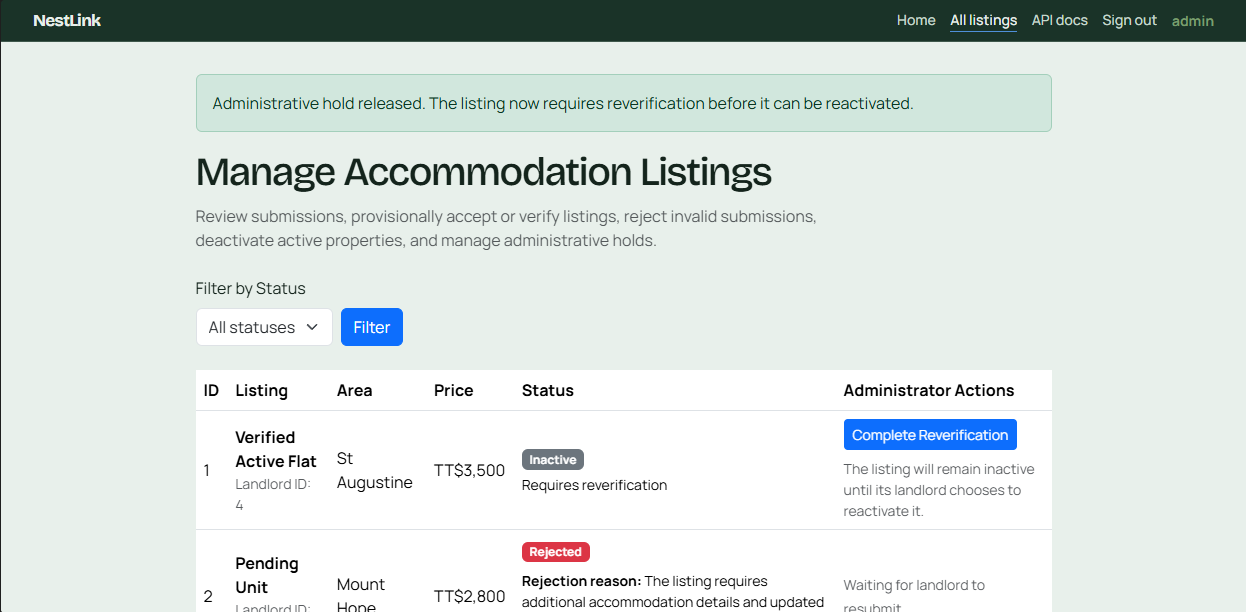 NestLink
Home All listings API docs Sign out admin
Administrative hold released. The listing now requires reverification before it can be reactivated.
Manage Accommodation Listings
Review submissions, provisionally accept or verify listings, reject invalid submissions,
deactivate active properties, and manage administrative holds.
Filter by Status
All statuses Filter
ID Listing Area Price Status Administrator Actions
1
Verified
Active Flat
Landlord ID:
4
St
Augustine
TT$3,500
Inactive
Requires reverification
Complete Reverification
The listing will remain inactive
until its landlord chooses to
reactivate it.
2
Pending
Unit
Landlord ID:
Mount
Hope
TT$2,800
Rejected
Rejection reason: The listing requires
additional accommodation details and updated
Waiting for landlord to
resubmit.